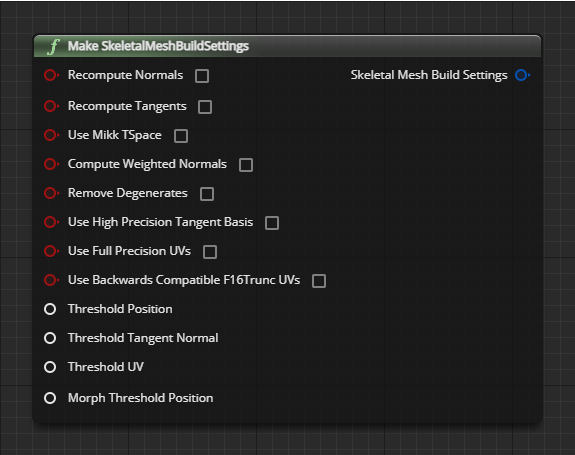 f Make SkeletalMeshBuildSettings
Recompute Normals Skeletal Mesh Build Settings
Recompute Tangents
Use Mikk TSpace
Compute Weighted Normals
Remove Degenerates
Use High Precision Tangent Basis
Use Full Precision UVs
Use Backwards Compatible F16Trunc UVs
Threshold Position
Threshold Tangent Normal
Threshold UV
Morph Threshold Position